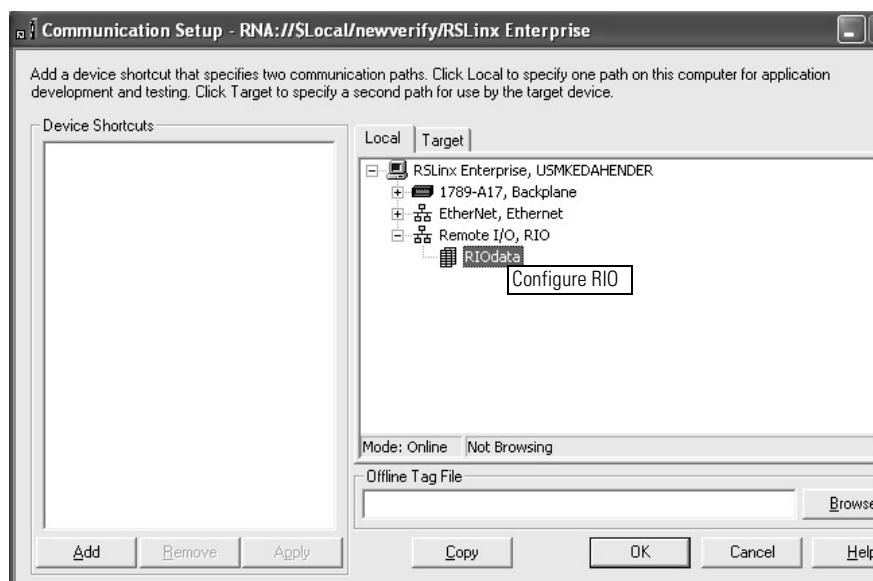 Communication Setup - RNA://$Local/newverify/RSLinx Enterprise
Add a device shortcut that specifies two communication paths. Click Local to specify one path on this computer for application
development and testing. Click Target to specify a second path for use by the target device.
Device Shortcuts
Local Target
RSLinx Enterprise, USMKEDAHENDER
1789-A17, Backplane
EtherNet, Ethernet
Remote I/O, RIO
RIOdata
Configure RIO
Mode: Online Not Browsing
Offline Tag File
Browse
Add Remove Apply Copy OK Cancel Help